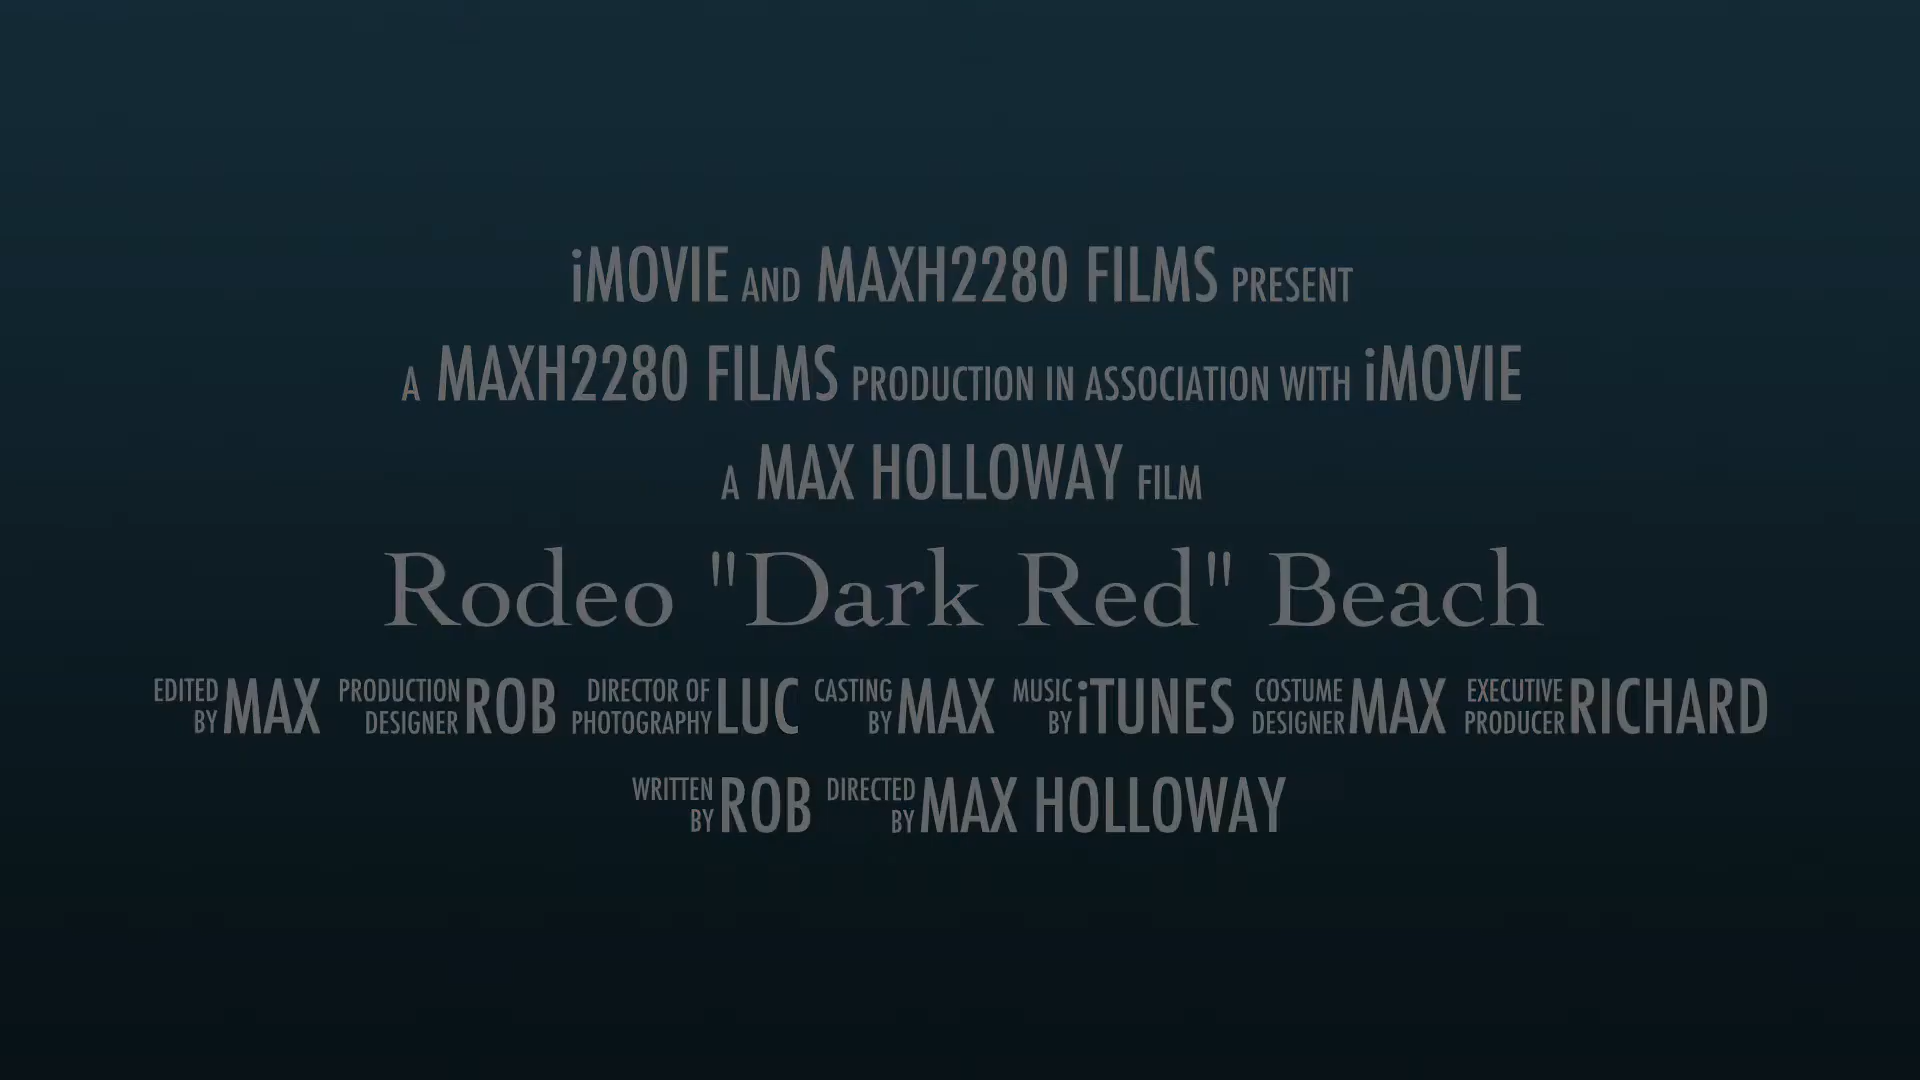 iMOVIE AND MAXH2280 FILMS PRESENT
A MAXH2280 FILMS PRODUCTION IN ASSOCIATION WITH iMOVIE
A MAX HOLLOWAY FILM
Rodeo "Dark Red" Beach
EDITED BY MAX PRODUCTION DESIGNER ROB DIRECTOR OF PHOTOGRAPHY LUC CASTING BY MAX MUSIC BY iTUNES COSTUME DESIGNER MAX EXECUTIVE PRODUCER RICHARD
WRITTEN BY ROB DIRECTED BY MAX HOLLOWAY